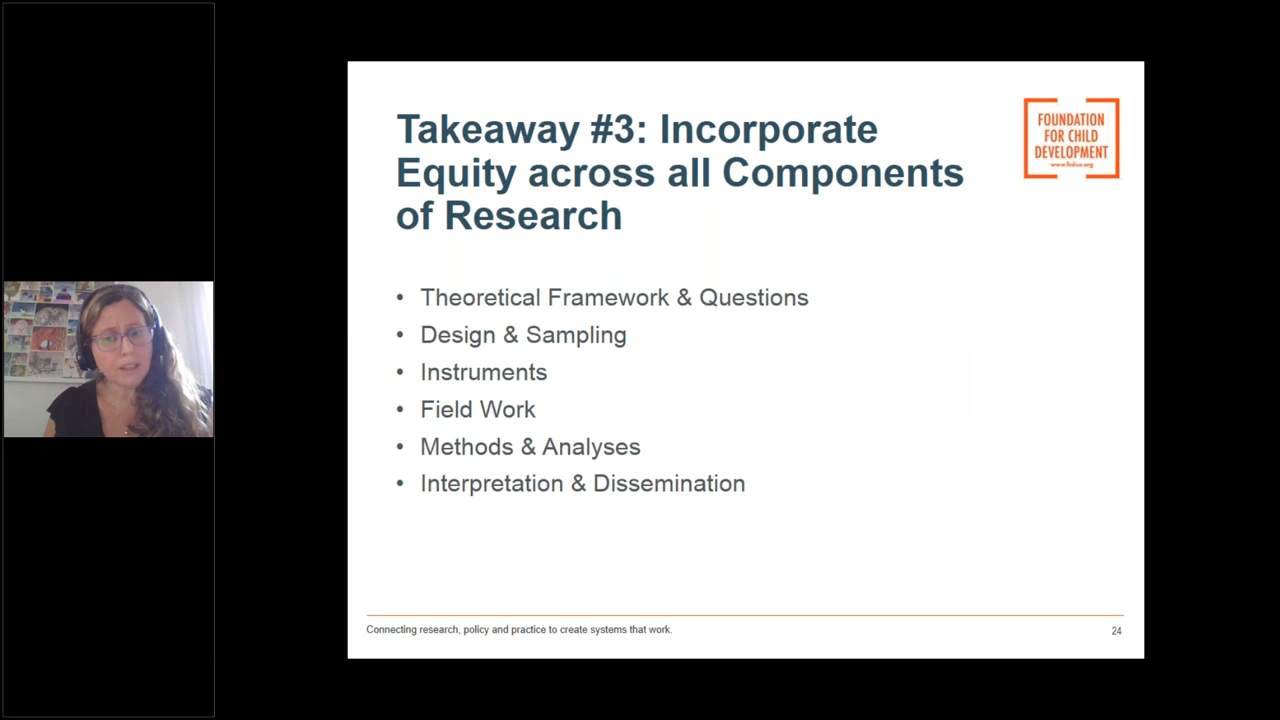 Takeaway #3: Incorporate
Equity across all Components
of Research
FOUNDATION
FOR CHILD
DEVELOPMENT
• Theoretical Framework & Questions
• Design & Sampling
• Instruments
• Field Work
• Methods & Analyses
• Interpretation & Dissemination
Connecting research, policy and practice to create systems that work.
24